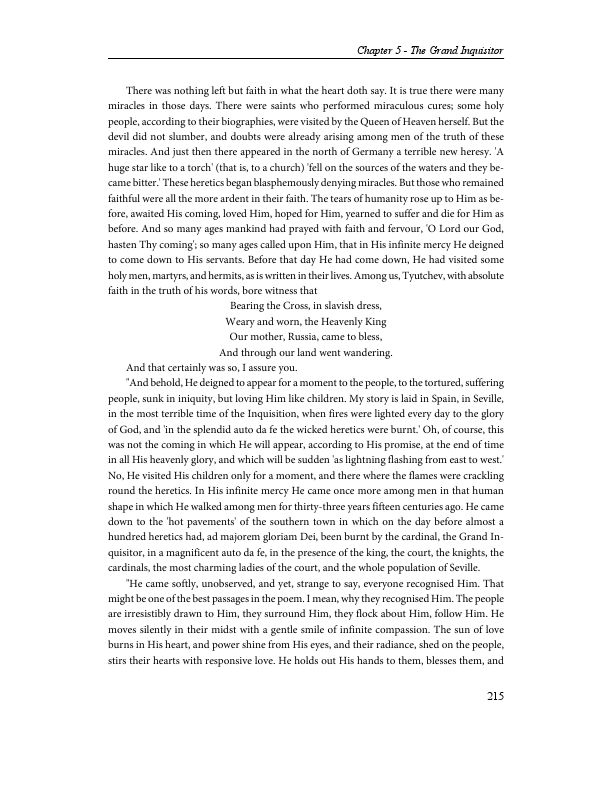 Chapter 5 - The Grand Inquisitor
There was nothing left but faith in what the heart doth say. It is true there were many
miracles in those days. There were saints who performed miraculous cures; some holy
people, according to their biographies, were visited by the Queen of Heaven herself. But the
devil did not slumber, and doubts were already arising among men of the truth of these
miracles. And just then there appeared in the north of Germany a terrible new heresy. 'A
huge star like to a torch' (that is, to a church) 'fell on the sources of the waters and they be-
came bitter.' These heretics began blasphemously denying miracles. But those who remained
faithful were all the more ardent in their faith. The tears of humanity rose up to Him as be-
fore, awaited His coming, loved Him, hoped for Him, yearned to suffer and die for Him as
before. And so many ages mankind had prayed with faith and fervour, 'O Lord our God,
hasten Thy coming'; so many ages called upon Him, that in His infinite mercy He deigned
to come down to His servants. Before that day He had come down, He had visited some
holy men, martyrs, and hermits, as is written in their lives. Among us, Tyutchev, with absolute
faith in the truth of his words, bore witness that
Bearing the Cross, in slavish dress,
Weary and worn, the Heavenly King
Our mother, Russia, came to bless,
And through our land went wandering.
And that certainly was so, I assure you.
"And behold, He deigned to appear for a moment to the people, to the tortured, suffering
people, sunk in iniquity, but loving Him like children. My story is laid in Spain, in Seville,
in the most terrible time of the Inquisition, when fires were lighted every day to the glory
of God, and 'in the splendid auto da fe the wicked heretics were burnt.' Oh, of course, this
was not the coming in which He will appear, according to His promise, at the end of time
in all His heavenly glory, and which will be sudden 'as lightning flashing from east to west.'
No, He visited His children only for a moment, and there where the flames were crackling
round the heretics. In His infinite mercy He came once more among men in that human
shape in which He walked among men for thirty-three years fifteen centuries ago. He came
down to the 'hot pavements' of the southern town in which on the day before almost a
hundred heretics had, ad majorem gloriam Dei, been burnt by the cardinal, the Grand In-
quisitor, in a magnificent auto da fe, in the presence of the king, the court, the knights, the
cardinals, the most charming ladies of the court, and the whole population of Seville.
"He came softly, unobserved, and yet, strange to say, everyone recognised Him. That
might be one of the best passages in the poem. I mean, why they recognised Him. The people
are irresistibly drawn to Him, they surround Him, they flock about Him, follow Him. He
moves silently in their midst with a gentle smile of infinite compassion. The sun of love
burns in His heart, and power shine from His eyes, and their radiance, shed on the people,
stirs their hearts with responsive love. He holds out His hands to them, blesses them, and
215